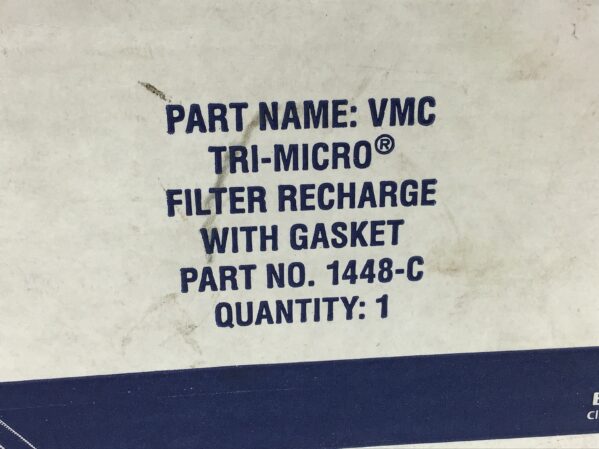 PART NAME: VMC
TRI-MICRO®
FILTER RECHARGE
WITH GASKET
PART NO. 1448-C
QUANTITY: 1